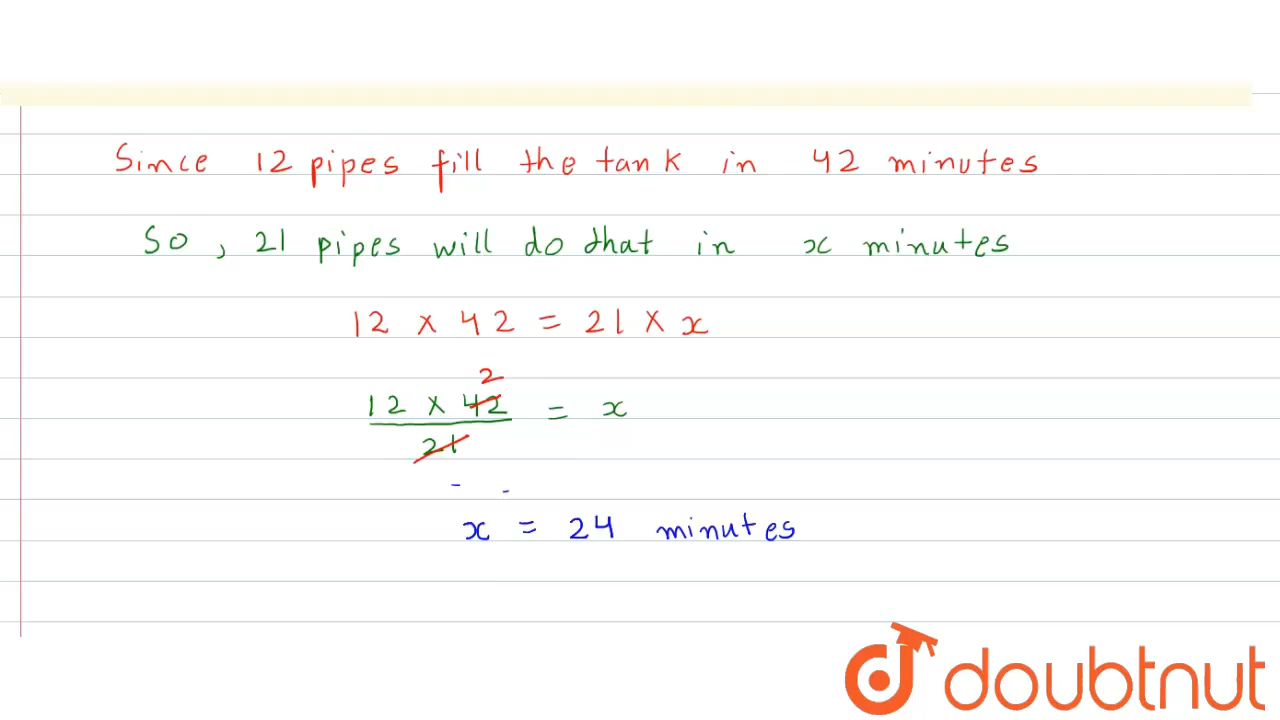 Since 12 pipes fill the tank in 42 minutes
So, 21 pipes will do that in x minutes
12 × 42 = 21 × x
2
12 × 42 = x
21
x = 24 minutes
doubtnut